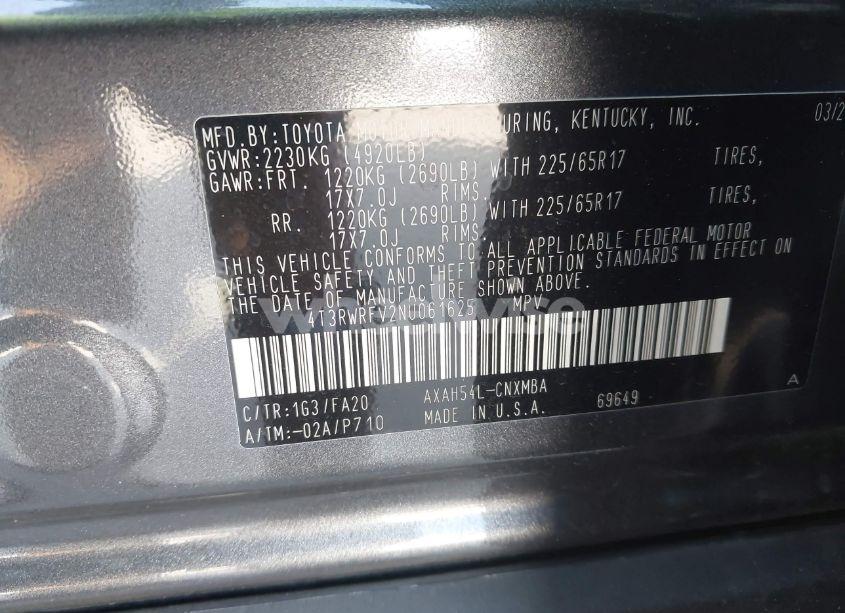 MFD.BY:TOYOTA MOTOR MANUFACTURING, KENTUCKY, INC. 03/2
GVWR:2230KG (4920LB)
GAWR:FRT. 1220KG (2690LB) WITH 225/65R17 TIRES,
17X7.0J RIMS.
RR. 1220KG (2690LB) WITH 225/65R17 TIRES,
17X7.0J RIMS.
THIS VEHICLE CONFORMS TO ALL APPLICABLE FEDERAL MOTOR
VEHICLE SAFETY AND THEFT PREVENTION STANDARDS IN EFFECT ON
THE DATE OF MANUFACTURE SHOWN ABOVE.
4T3RWRFV2NU061625 MPV
C/TR:1G3/FA20 AXAH54L-CNXMBA
A/TM:-02A/P710 MADE IN U.S.A. 69649 A